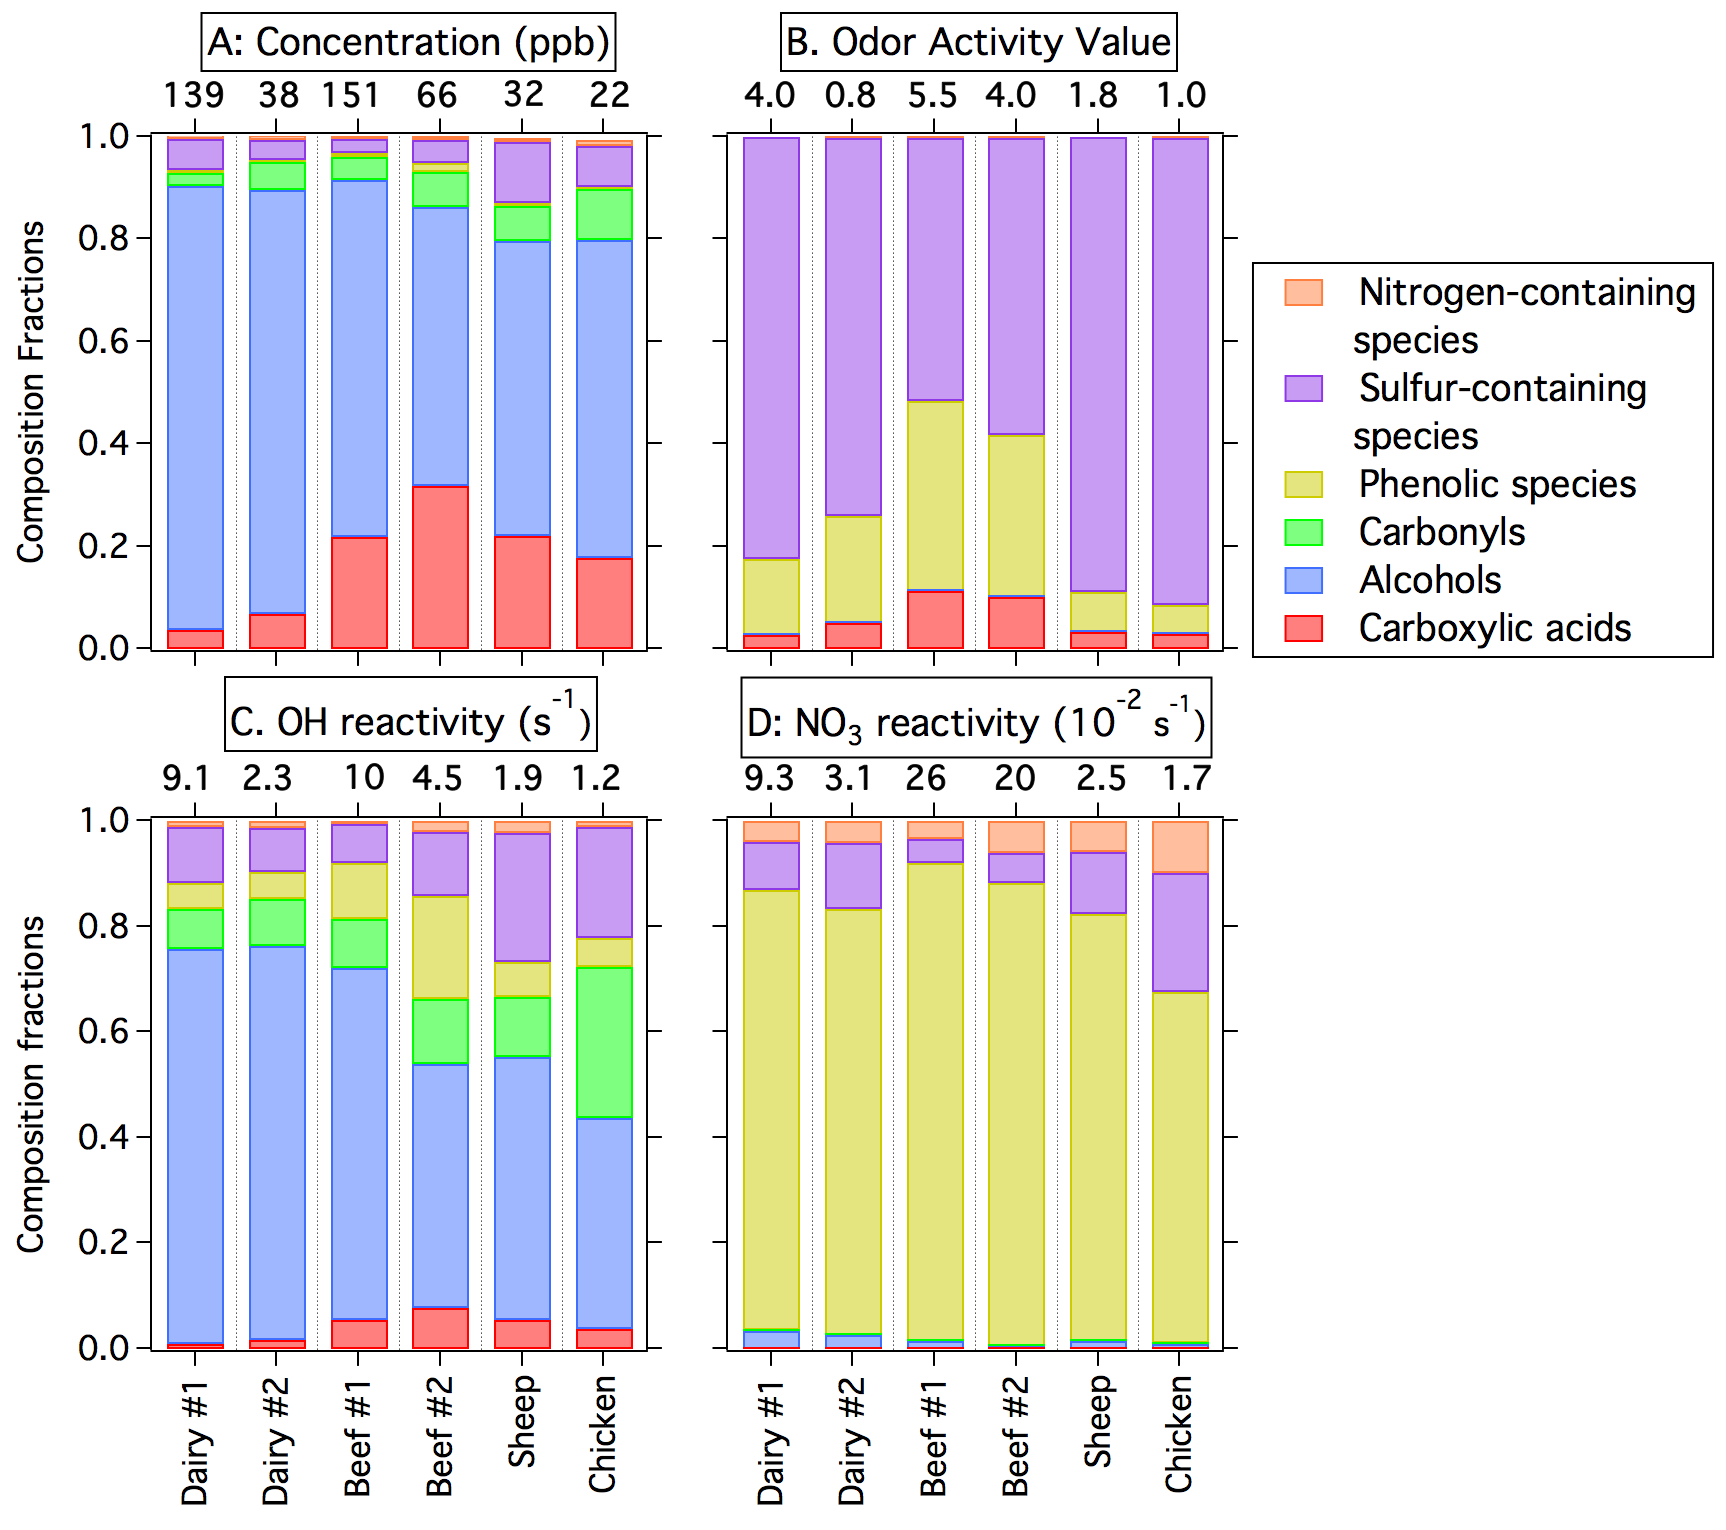 A: Concentration (ppb)
139 38 151 66 32 22
1.0
0.8
0.6
0.4
0.2
0.0
Composition Fractions
B. Odor Activity Value
4.0 0.8 5.5 4.0 1.8 1.0
Nitrogen-containing
species
Sulfur-containing
species
Phenolic species
Carbonyls
Alcohols
Carboxylic acids
C. OH reactivity (s⁻¹)
9.1 2.3 10 4.5 1.9 1.2
1.0
0.8
0.6
0.4
0.2
0.0
Composition fractions
Dairy #1
Dairy #2
Beef #1
Beef #2
Sheep
Chicken
D: NO₃ reactivity (10⁻² s⁻¹)
9.3 3.1 26 20 2.5 1.7
Dairy #1
Dairy #2
Beef #1
Beef #2
Sheep
Chicken